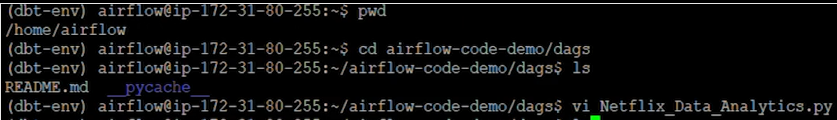 (dbt-env) airflow@ip-172-31-80-255:~$ pwd
/home/airflow
(dbt-env) airflow@ip-172-31-80-255:~$ cd airflow-code-demo/dags
(dbt-env) airflow@ip-172-31-80-255:~/airflow-code-demo/dags$ ls
README.md  __pycache__
(dbt-env) airflow@ip-172-31-80-255:~/airflow-code-demo/dags$ vi Netflix_Data_Analytics.py